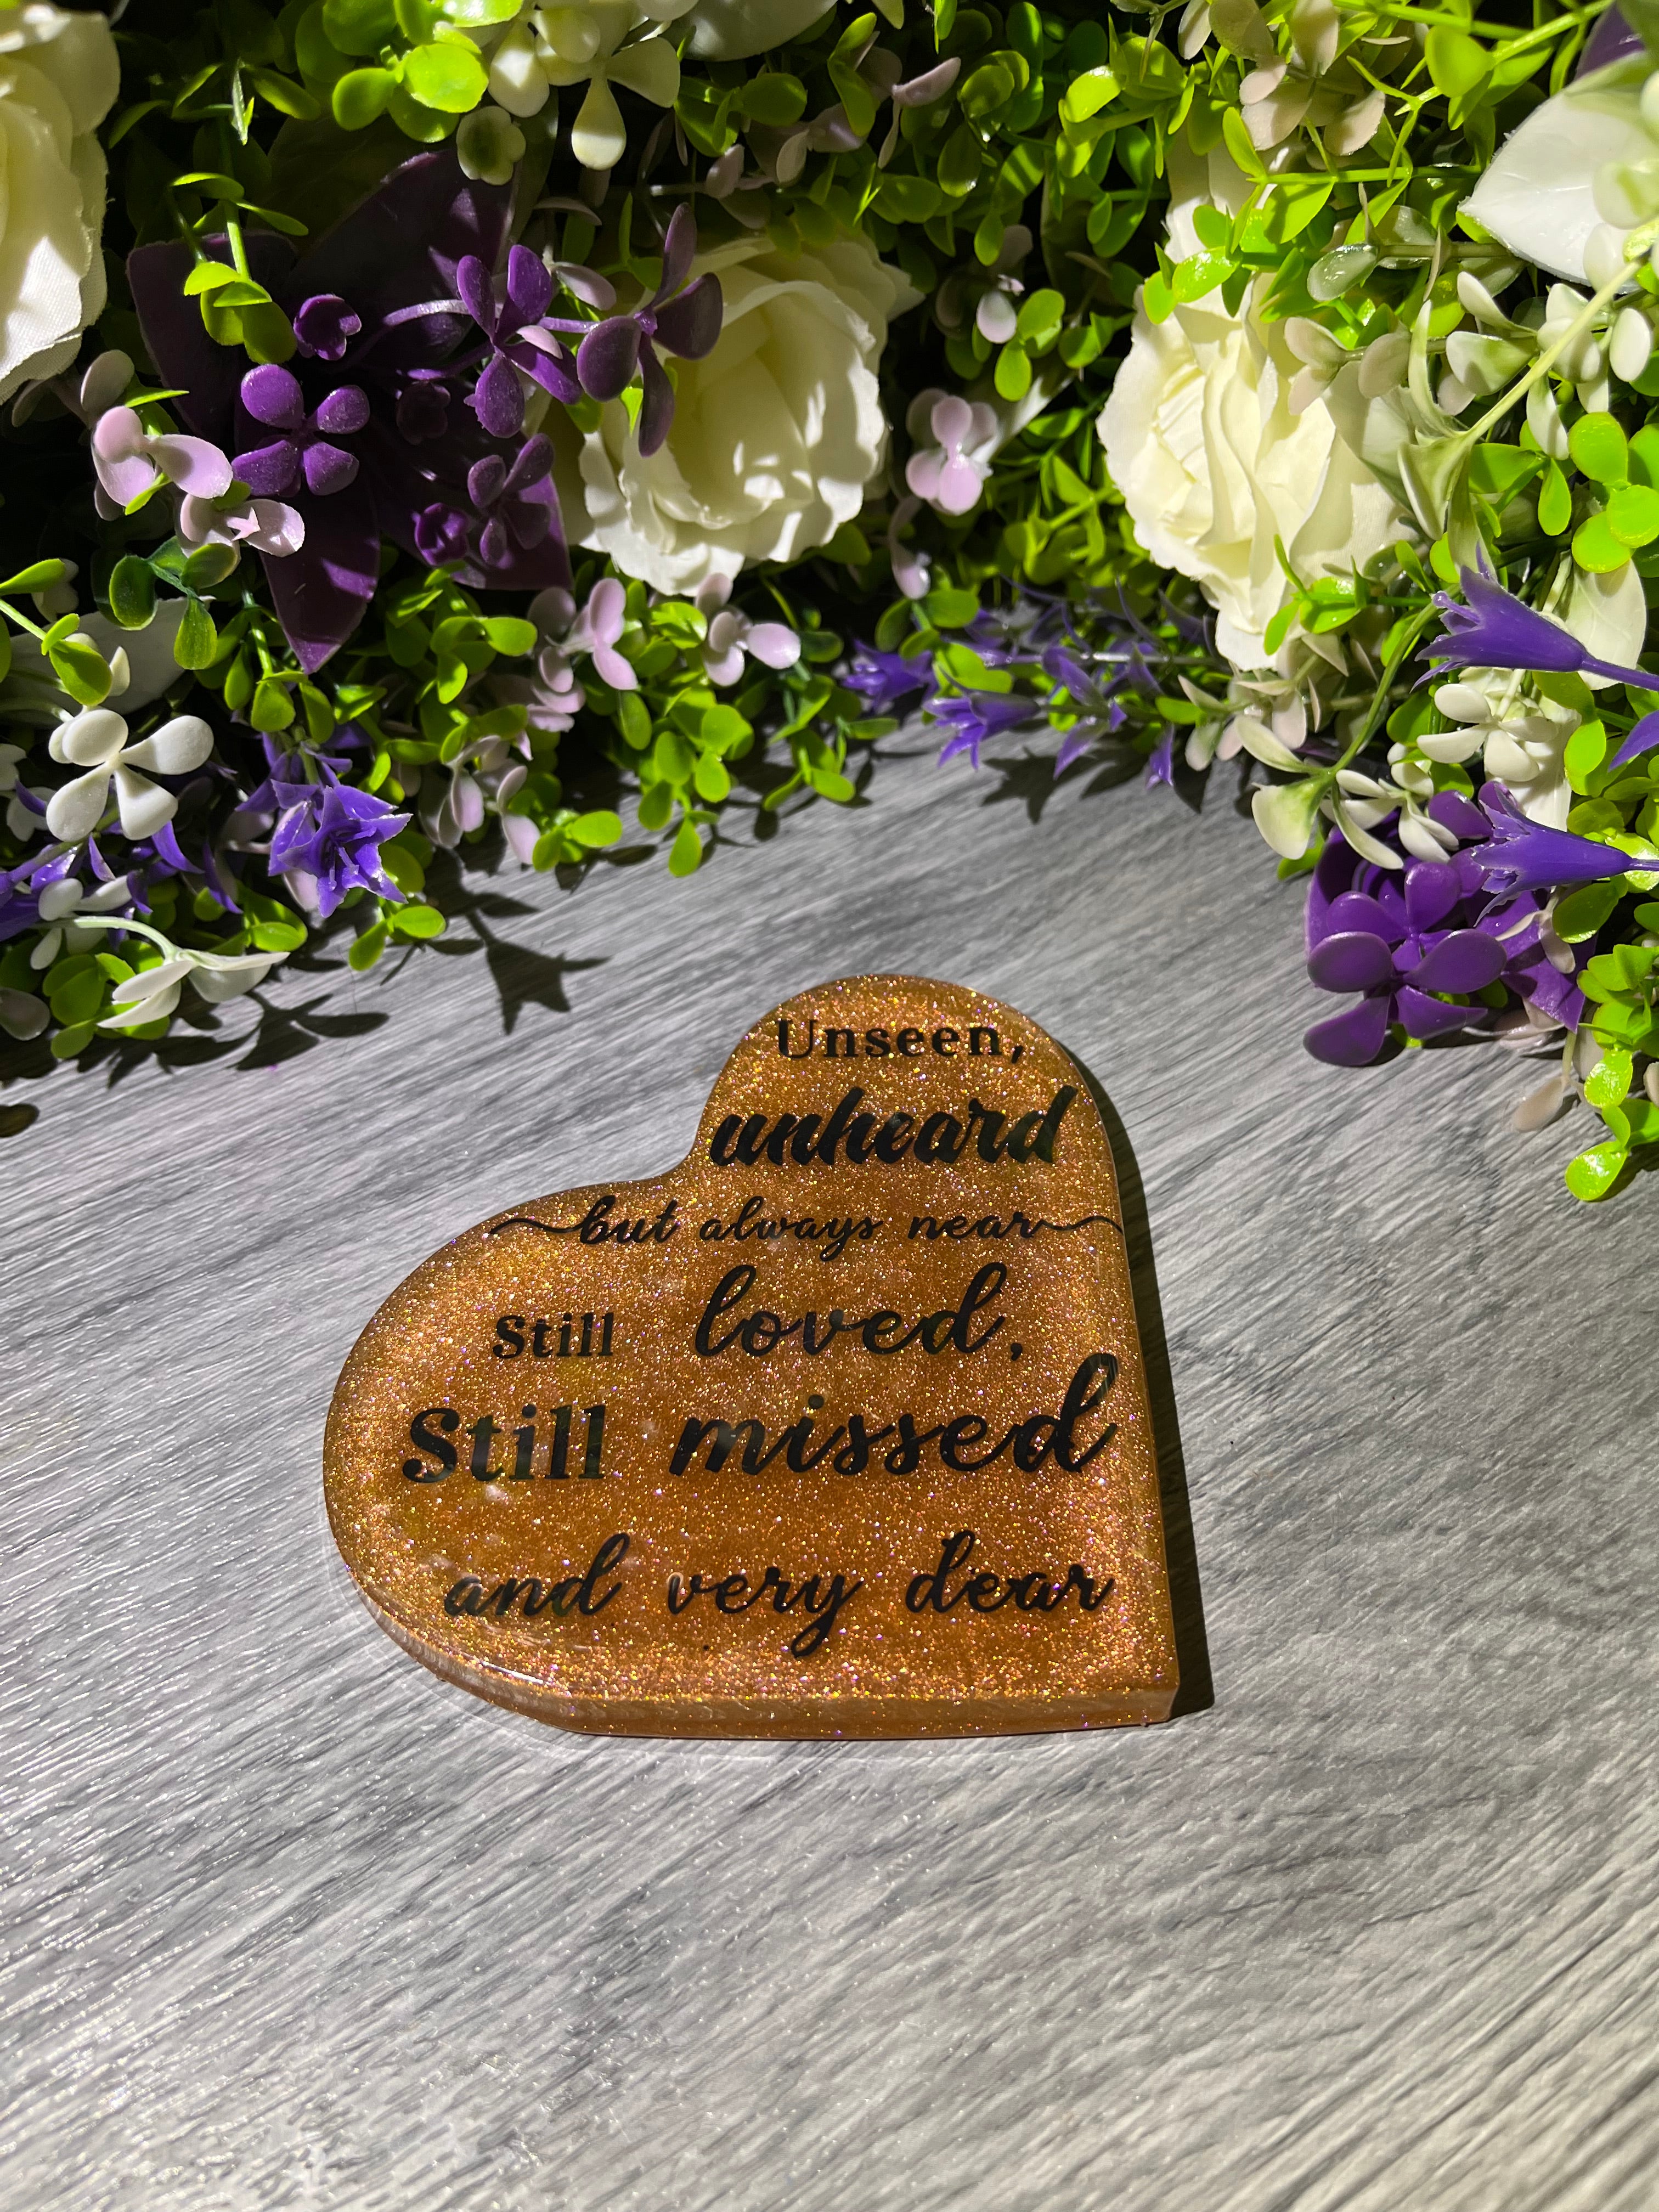 Unseen,
unheard
but always near
Still loved,
Still missed
and very dear